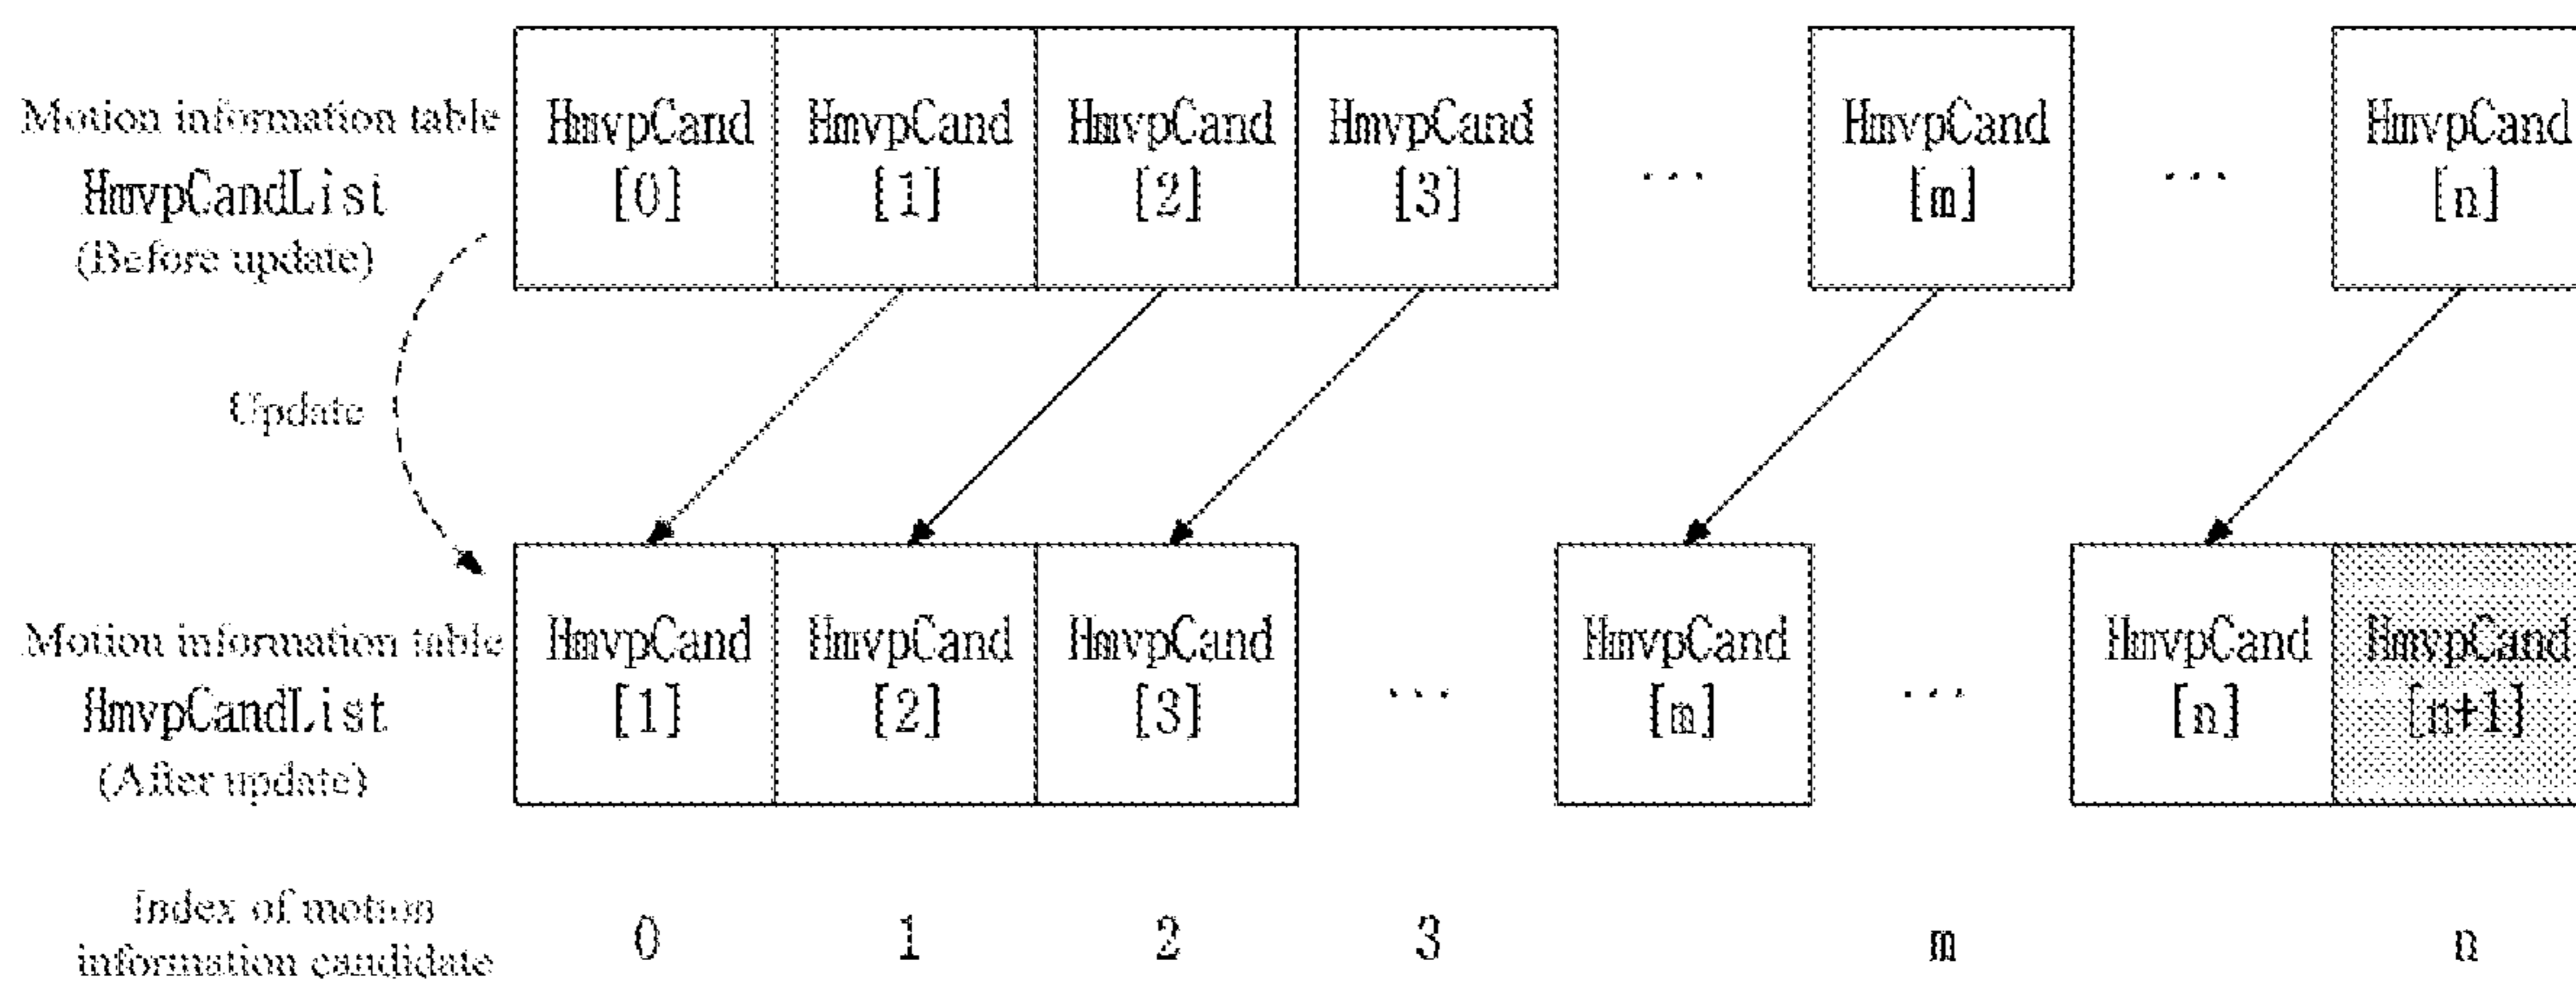 Motion information table
HmvpCandList
(Before update)
HmvpCand
[0]
HmvpCand
[1]
HmvpCand
[2]
HmvpCand
[3]
...
HmvpCand
[m]
...
HmvpCand
[n]
Update
Motion information table
HmvpCandList
(After update)
HmvpCand
[1]
HmvpCand
[2]
HmvpCand
[3]
...
HmvpCand
[m]
...
HmvpCand
[n]
HmvpCand
[n+1]
Index of motion
information candidate
0 1 2 3 m n